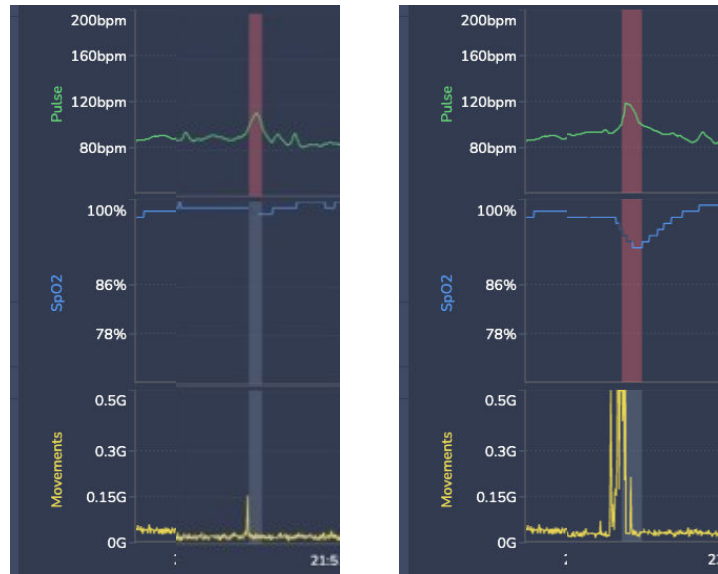 200bpm
160bpm
120bpm
80bpm
Pulse
100%
86%
78%
SpO2
0.5G
0.3G
0.15G
0G
Movements
21:5
200bpm
160bpm
120bpm
80bpm
Pulse
100%
86%
78%
SpO2
0.5G
0.3G
0.15G
0G
Movements
21